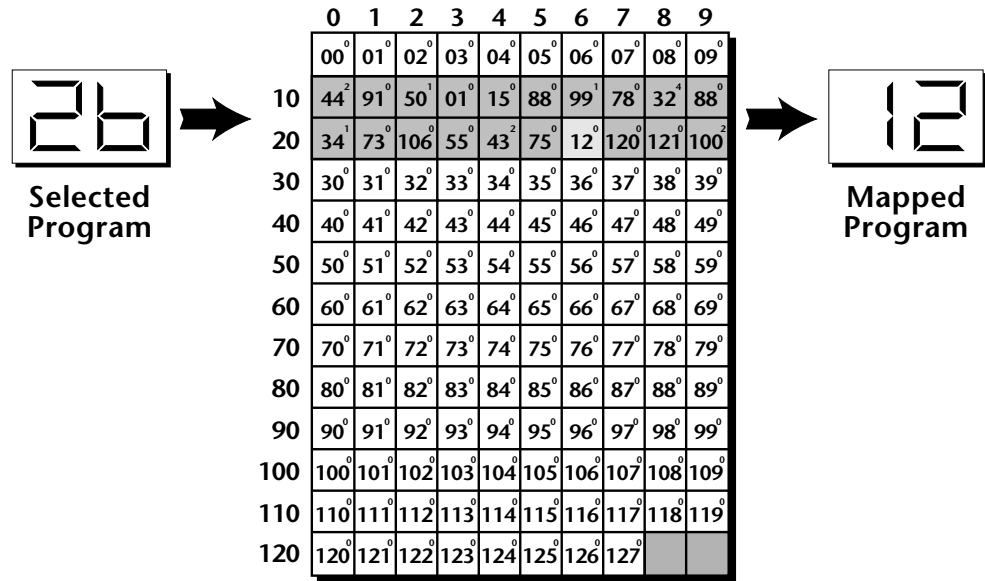 0 1 2 3 4 5 6 7 8 9
00⁰ 01⁰ 02⁰ 03⁰ 04⁰ 05⁰ 06⁰ 07⁰ 08⁰ 09⁰
10 44² 91⁰ 50¹ 01⁰ 15⁰ 88⁰ 99¹ 78⁰ 32⁴ 88⁰
26
20 34¹ 73⁰ 106⁰ 55⁰ 43² 75⁰ 12⁰ 120⁰ 121⁰ 100²
12
30 30⁰ 31⁰ 32⁰ 33⁰ 34⁰ 35⁰ 36⁰ 37⁰ 38⁰ 39⁰
Selected
Program
Mapped
Program
40 40⁰ 41⁰ 42⁰ 43⁰ 44⁰ 45⁰ 46⁰ 47⁰ 48⁰ 49⁰
50 50⁰ 51⁰ 52⁰ 53⁰ 54⁰ 55⁰ 56⁰ 57⁰ 58⁰ 59⁰
60 60⁰ 61⁰ 62⁰ 63⁰ 64⁰ 65⁰ 66⁰ 67⁰ 68⁰ 69⁰
70 70⁰ 71⁰ 72⁰ 73⁰ 74⁰ 75⁰ 76⁰ 77⁰ 78⁰ 79⁰
80 80⁰ 81⁰ 82⁰ 83⁰ 84⁰ 85⁰ 86⁰ 87⁰ 88⁰ 89⁰
90 90⁰ 91⁰ 92⁰ 93⁰ 94⁰ 95⁰ 96⁰ 97⁰ 98⁰ 99⁰
100 100⁰ 101⁰ 102⁰ 103⁰ 104⁰ 105⁰ 106⁰ 107⁰ 108⁰ 109⁰
110 110⁰ 111⁰ 112⁰ 113⁰ 114⁰ 115⁰ 116⁰ 117⁰ 118⁰ 119⁰
120 120⁰ 121⁰ 122⁰ 123⁰ 124⁰ 125⁰ 126⁰ 127⁰